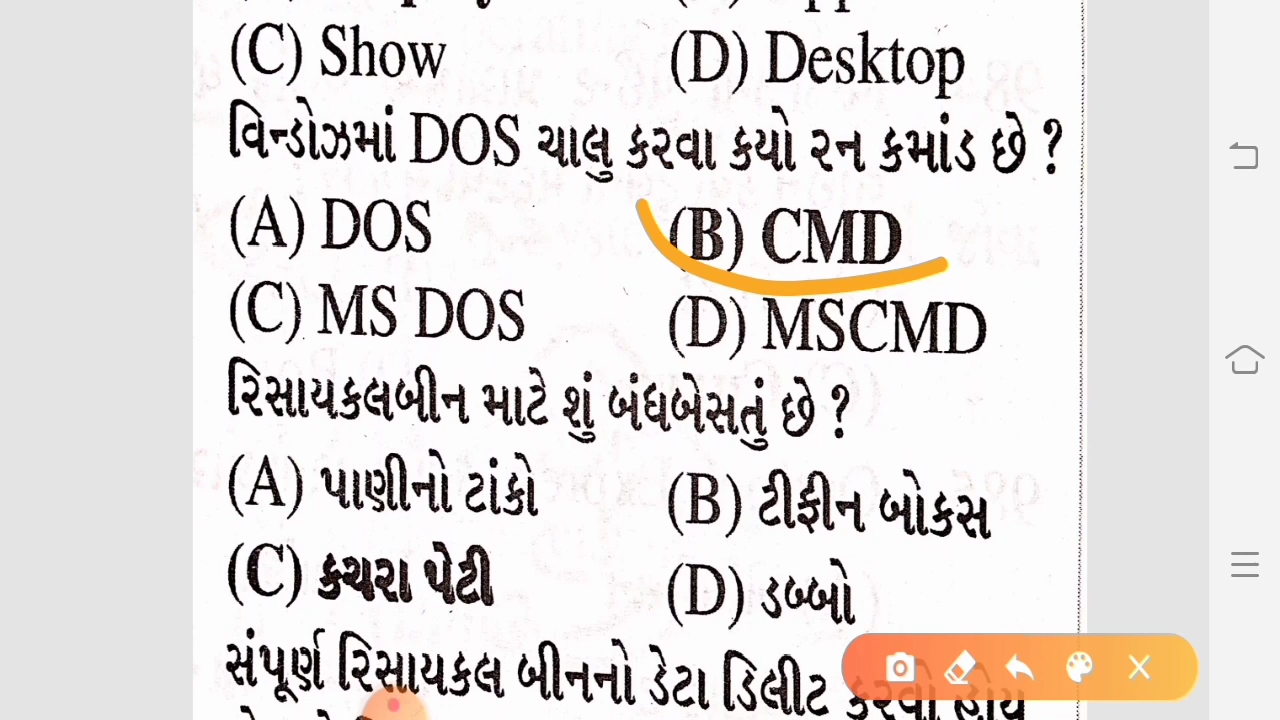 (C) Show (D) Desktop
વિન્ડોઝમાં DOS ચાલુ કરવા કયો રન કમાંડ છે ?
(A) DOS (B) CMD
(C) MS DOS (D) MSCMD
રિસાયકલબીન માટે શું બંધબેસતું છે ?
(A) પાણીનો ટાંકો (B) ટીફીન બોકસ
(C) કચરા પેટી (D) ડબ્બો
સંપૂર્ણ રિસાયકલ બીનનો ડેટા ડિલીટ કરવો હોય